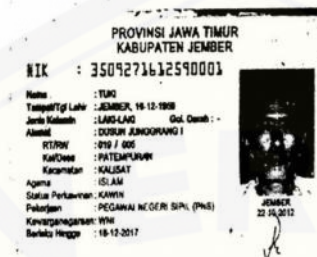 PROVINSI JAWA TIMUR
KABUPATEN JEMBER
NIK : 3509271612590001
Nama : TUKI
Tempat/Tgl Lahir : JEMBER, 16-12-1959
Jenis Kelamin : LAKI-LAKI Gol. Darah : -
Alamat : DUSUN JUNGGRANG I
RT/RW : 019 / 006
Kel/Desa : PATEMPURAN
Kecamatan : KALISAT
Agama : ISLAM
Status Perkawinan : KAWIN
Pekerjaan : PEGAWAI NEGERI SIPIL (PNS)
Kewarganegaraan : WNI
Berlaku Hingga : 16-12-2017
JEMBER
22-10-2012